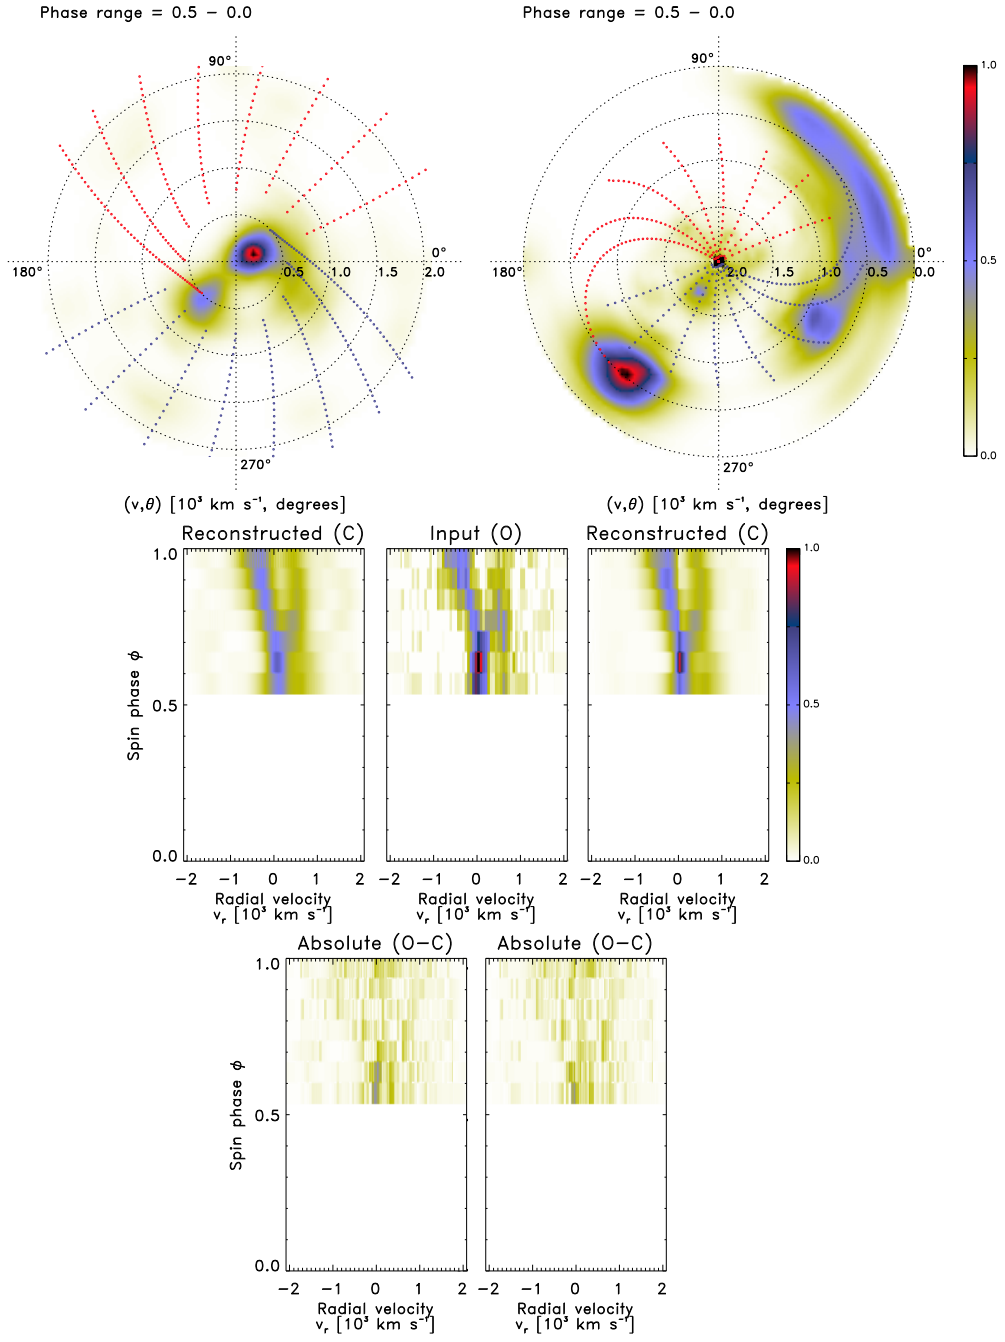 Phase range = 0.5 − 0.0
Phase range = 0.5 − 0.0
90°
90°
1.0
180°
0°
0.5 1.0 1.5 2.0
180°
0°
2.0 1.5 1.0 0.5 0.0
0.5
270°
270°
0.0
(v,θ) [10³ km s⁻¹, degrees]
(v,θ) [10³ km s⁻¹, degrees]
Reconstructed (C)
Input (O)
Reconstructed (C)
1.0
0.5
0.0
Spin phase ϕ
1.0
0.5
0.0
−2 −1 0 1 2
−2 −1 0 1 2
−2 −1 0 1 2
Radial velocity
vᵣ [10³ km s⁻¹]
Radial velocity
vᵣ [10³ km s⁻¹]
Radial velocity
vᵣ [10³ km s⁻¹]
Absolute (O−C)
Absolute (O−C)
1.0
0.5
0.0
Spin phase ϕ
−2 −1 0 1 2
−2 −1 0 1 2
Radial velocity
vᵣ [10³ km s⁻¹]
Radial velocity
vᵣ [10³ km s⁻¹]